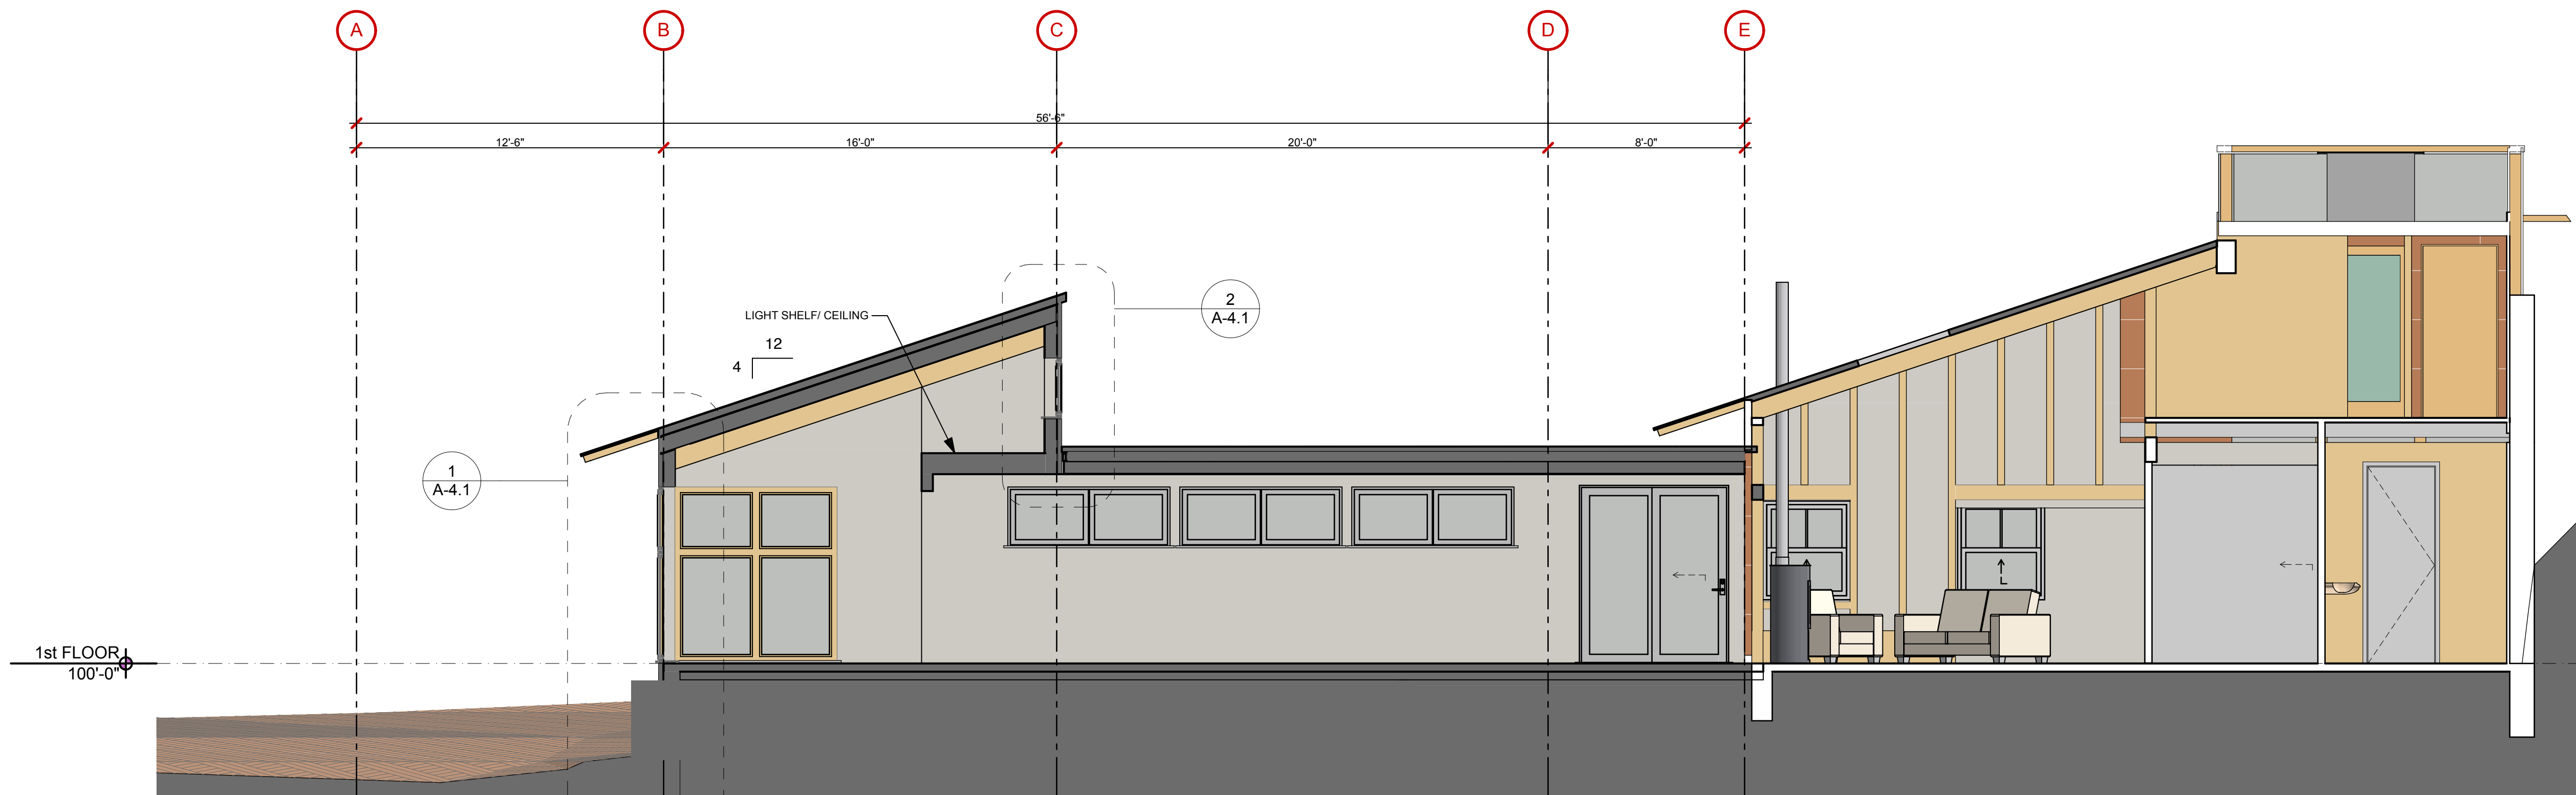 A
B
C
D
E
56'-6"
12'-6"
16'-0"
20'-0"
8'-0"
2
A-4.1
LIGHT SHELF/ CEILING
12
4
1
A-4.1
L
1st FLOOR
100'-0"